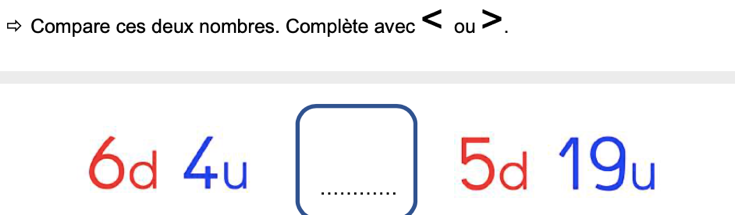 ⇨ Compare ces deux nombres. Complète avec < ou >.
6d 4u ............ 5d 19u